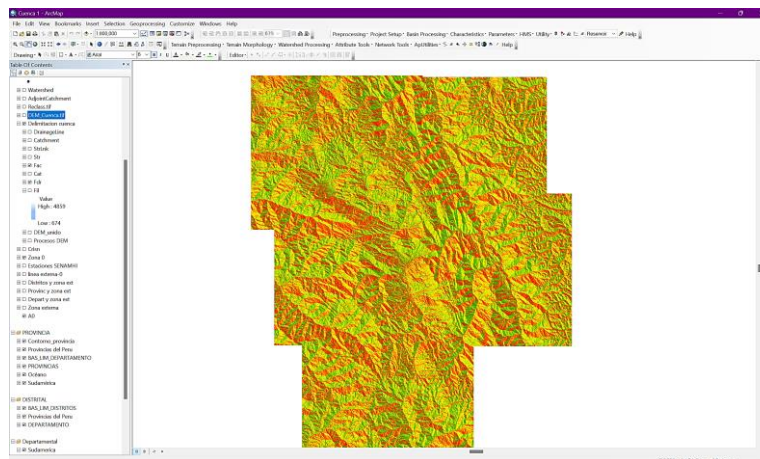 Cuenca 1 - ArcMap
File Edit View Bookmarks Insert Selection Geoprocessing Customize Windows Help
Preprocessing Project Setup Basin Processing Characteristics Parameters HMS Utility Help
Terrain Preprocessing Terrain Morphology Watershed Processing Attribute Tools Network Tools ApUtilities Help
Drawing Arial Editor
Table Of Contents
Watershed
AdjointCatchment
Reclass.tif
DEM_Cuenca.tif
Delimitacion cuenca
DrainageLine
Catchment
StrLnk
Str
Fac
Cat
Fdr
Fil
Value
High : 4859
Low : 674
DEM_unido
Procesos DEM
Zona 0
Estaciones SENAMHI
linea externa-0
Distritos y zona ext
Provinc y zona ext
Depart y zona ext
Zona externa
A0
PROVINCIA
Contorno_provincia
Provincias del Peru
BAS_LIM_DEPARTAMENTO
PROVINCIAS
Océano
Sudamérica
DISTRITAL
BAS_LIM_DISTRITOS
Provincias del Peru
DEPARTAMENTO
Departamental
Sudamerica